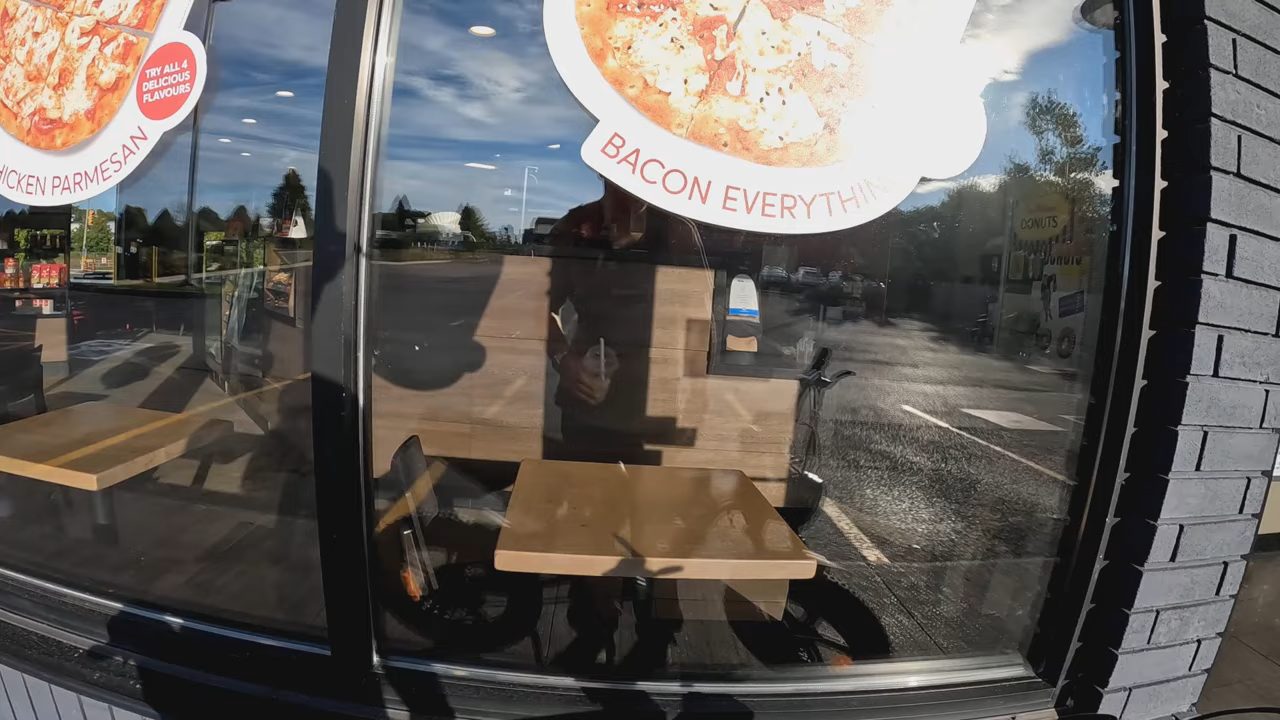 TRY ALL 4
DELICIOUS
FLAVOURS
HICKEN PARMESAN
BACON EVERYTHIN
DONUTS